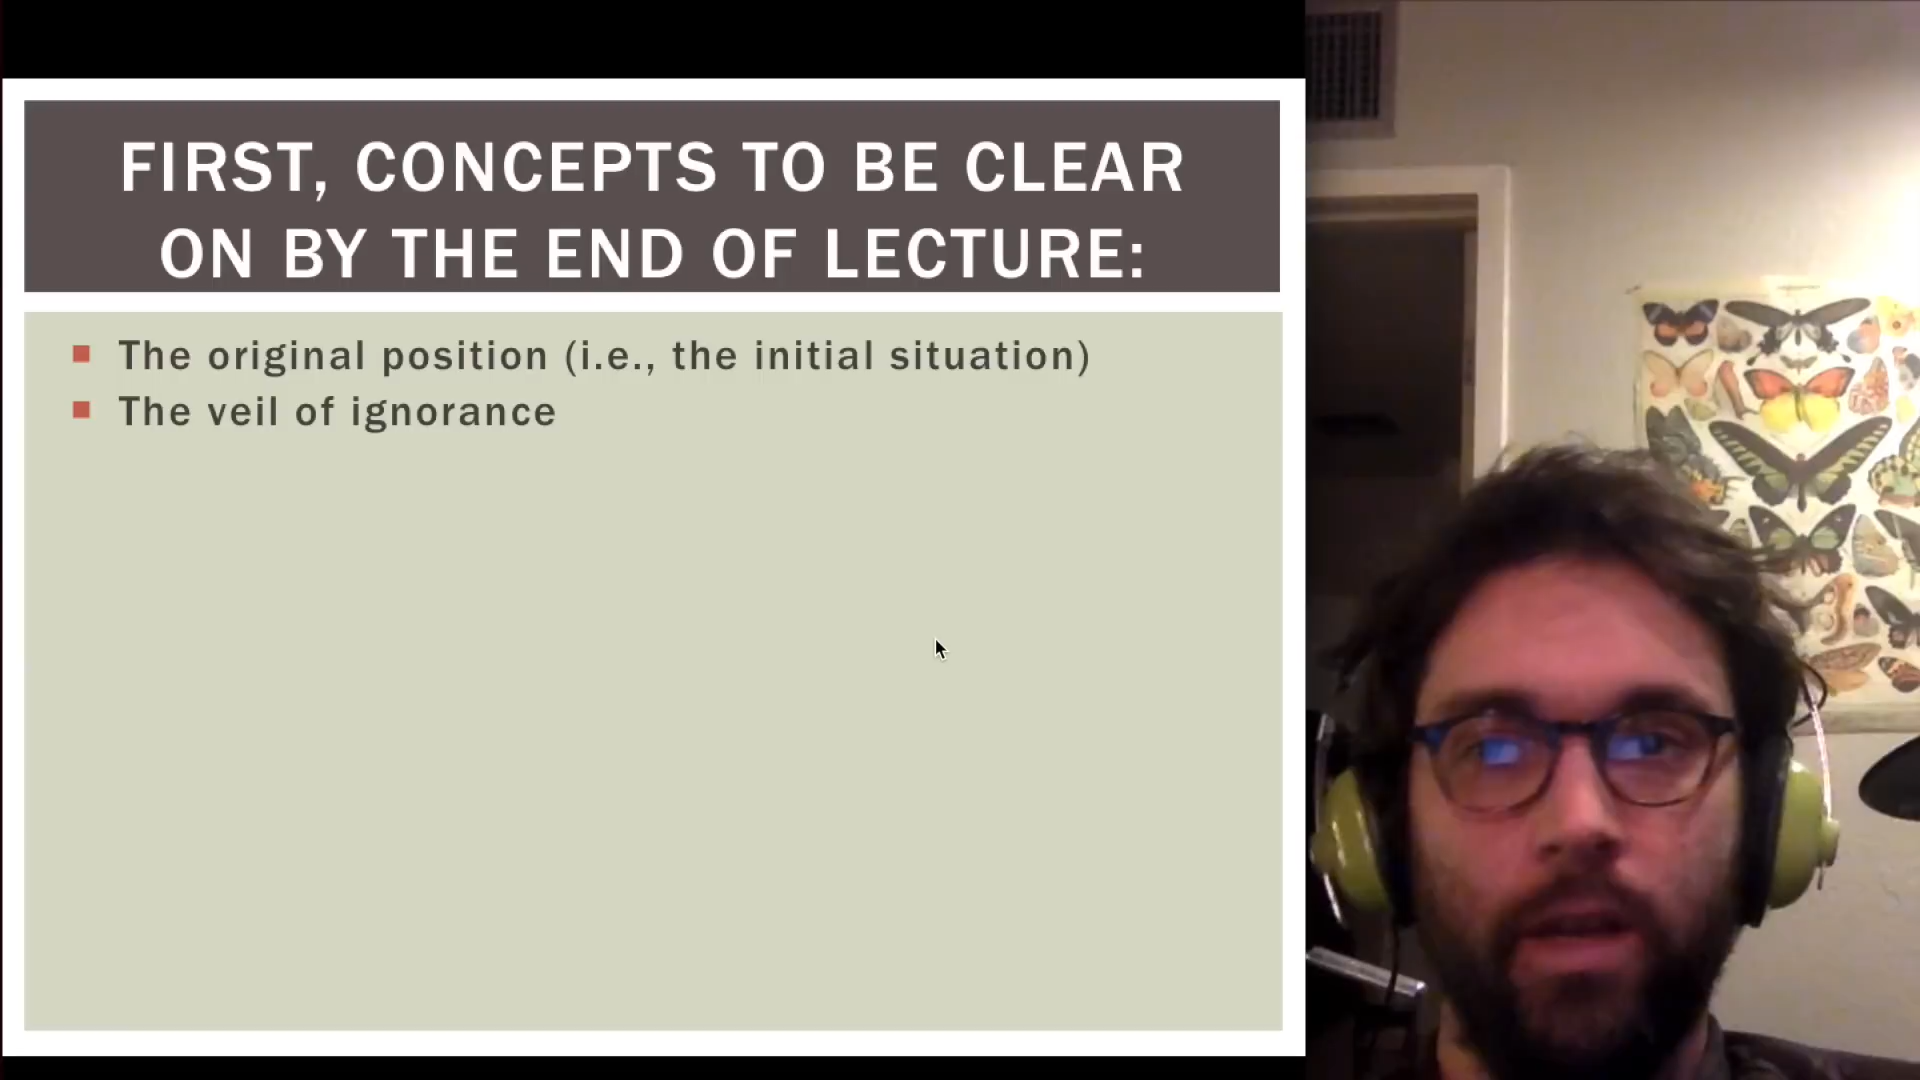 FIRST, CONCEPTS TO BE CLEAR
ON BY THE END OF LECTURE:
The original position (i.e., the initial situation)
The veil of ignorance